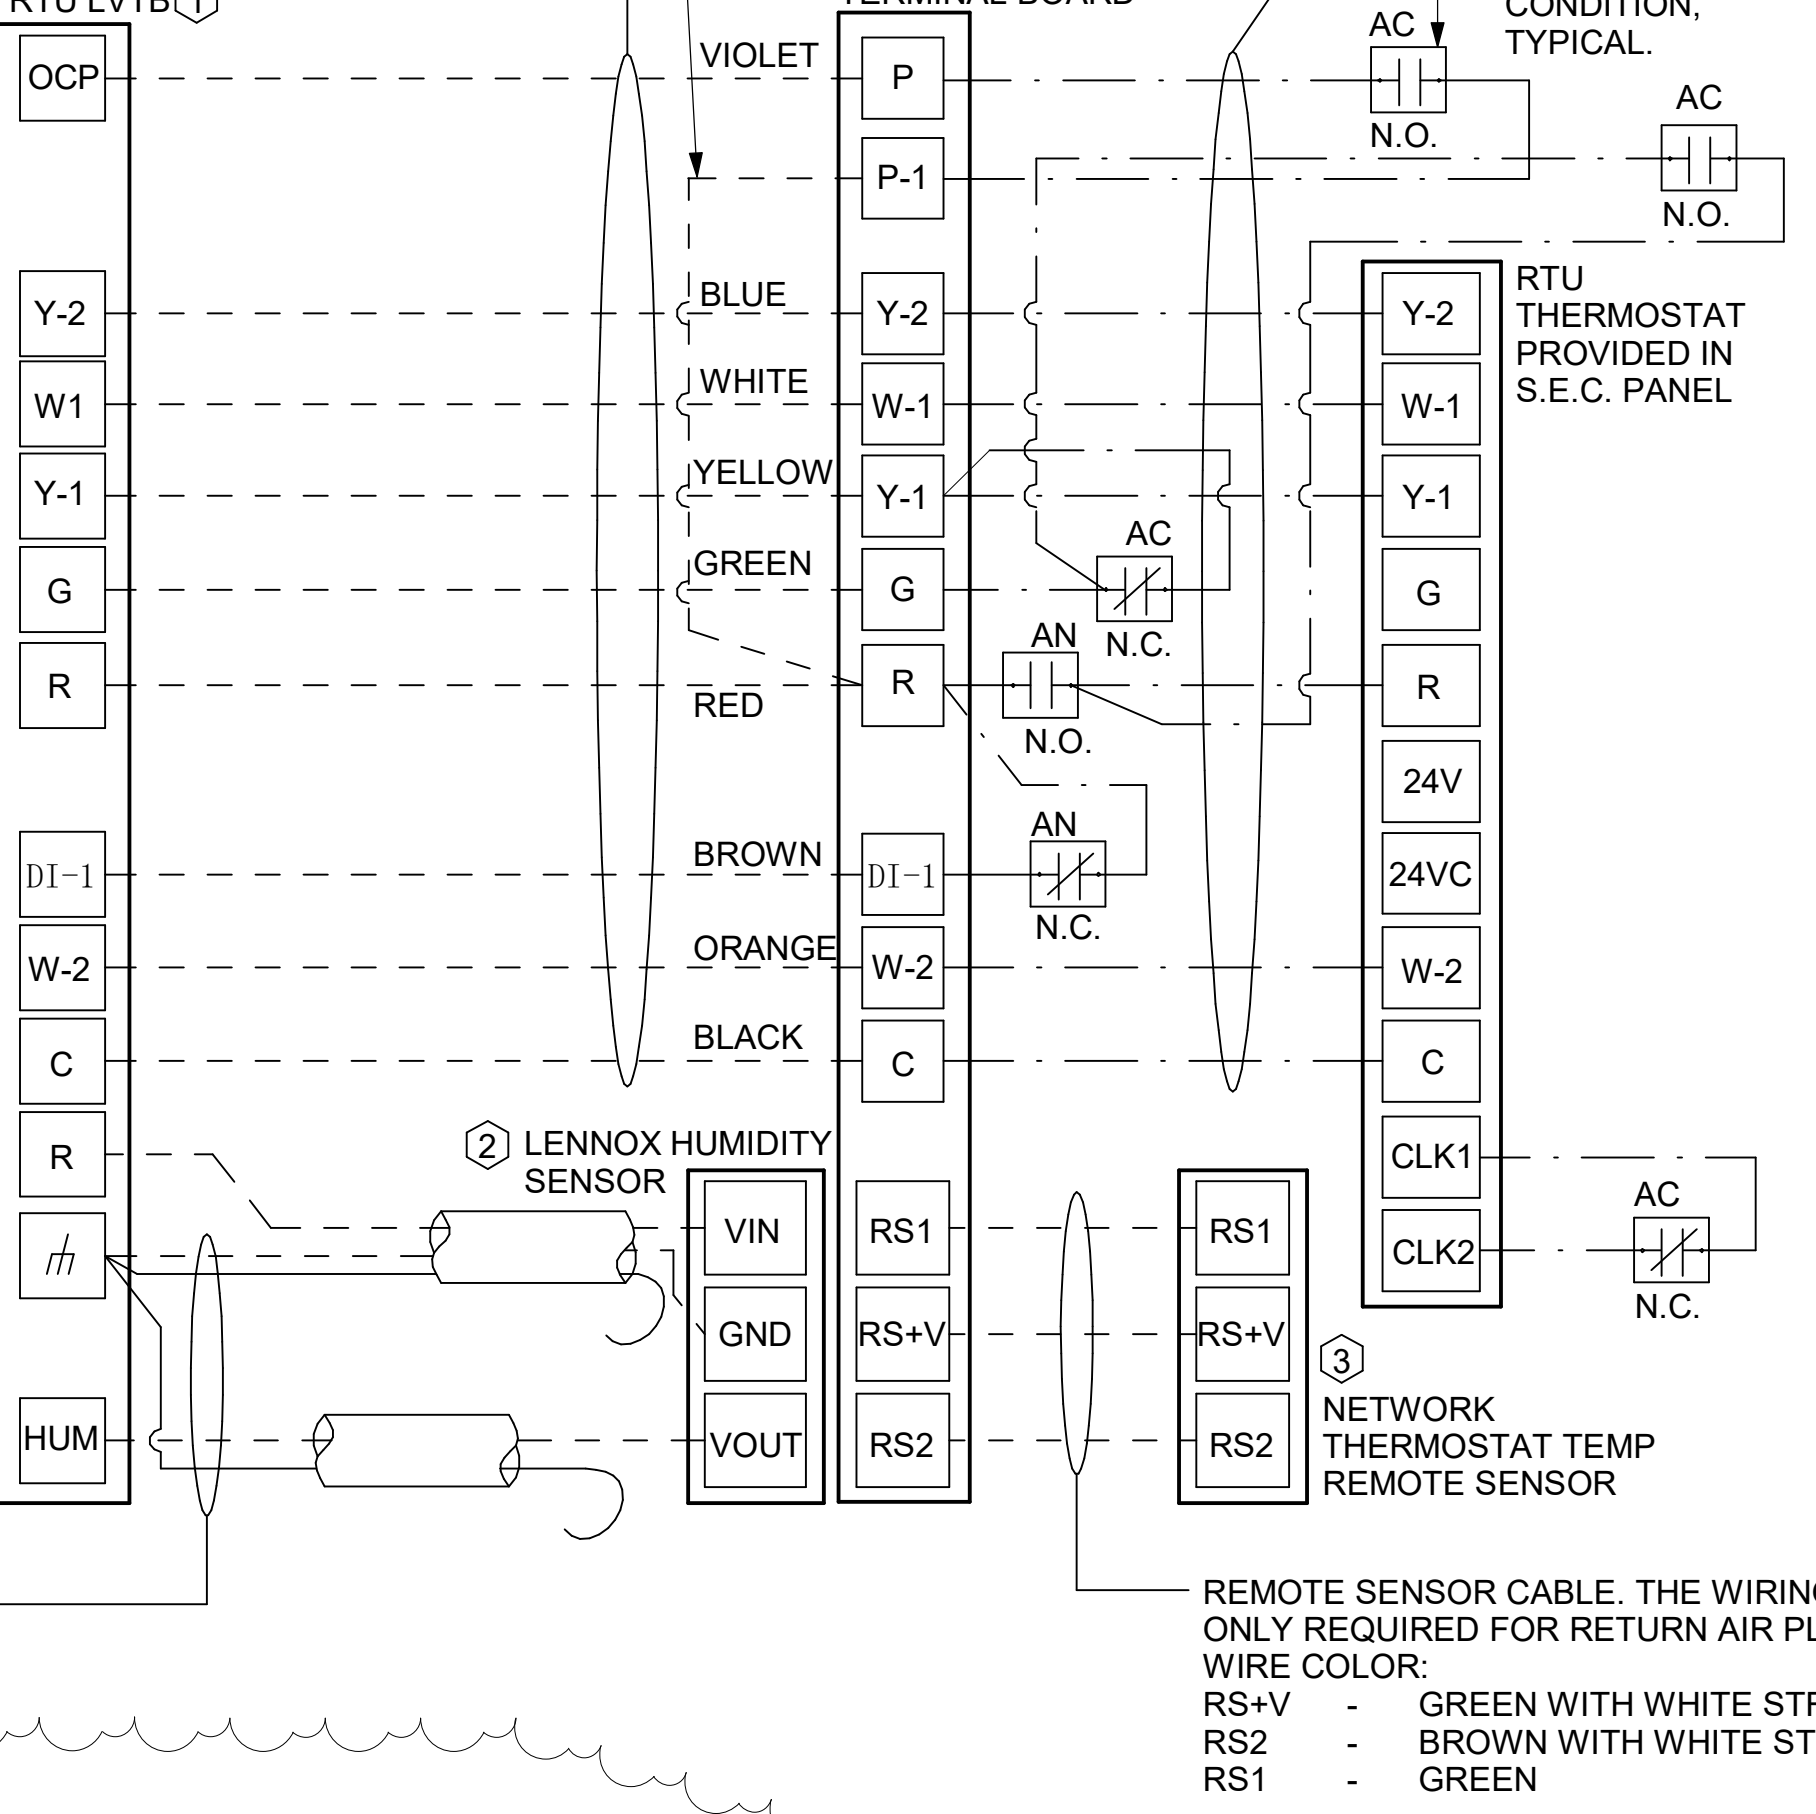 RTU LVTB 1
TERMINAL BOARD
CONDITION,
TYPICAL.
AC
N.O.
AC
N.O.
OCP
VIOLET
P
P-1
Y-2
BLUE
Y-2
Y-2
RTU
THERMOSTAT
PROVIDED IN
S.E.C. PANEL
W1
WHITE
W-1
W-1
Y-1
YELLOW
Y-1
Y-1
AC
N.C.
G
GREEN
G
G
AN
N.O.
R
RED
R
R
24V
AN
N.C.
DI-1
BROWN
DI-1
24VC
W-2
ORANGE
W-2
W-2
C
BLACK
C
C
R
2 LENNOX HUMIDITY
SENSOR
CLK1
AC
N.C.
CLK2
VIN
GND
VOUT
HUM
RS1
RS+V
RS2
RS1
RS+V
RS2
3
NETWORK
THERMOSTAT TEMP
REMOTE SENSOR
REMOTE SENSOR CABLE. THE WIRING
ONLY REQUIRED FOR RETURN AIR PL
WIRE COLOR:
RS+V - GREEN WITH WHITE STR
RS2 - BROWN WITH WHITE ST
RS1 - GREEN